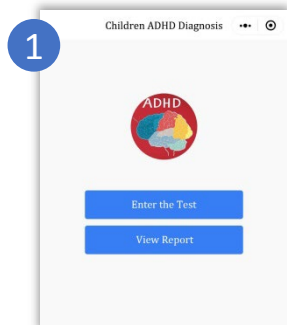 1
Children ADHD Diagnosis
ADHD
Enter the Test
View Report